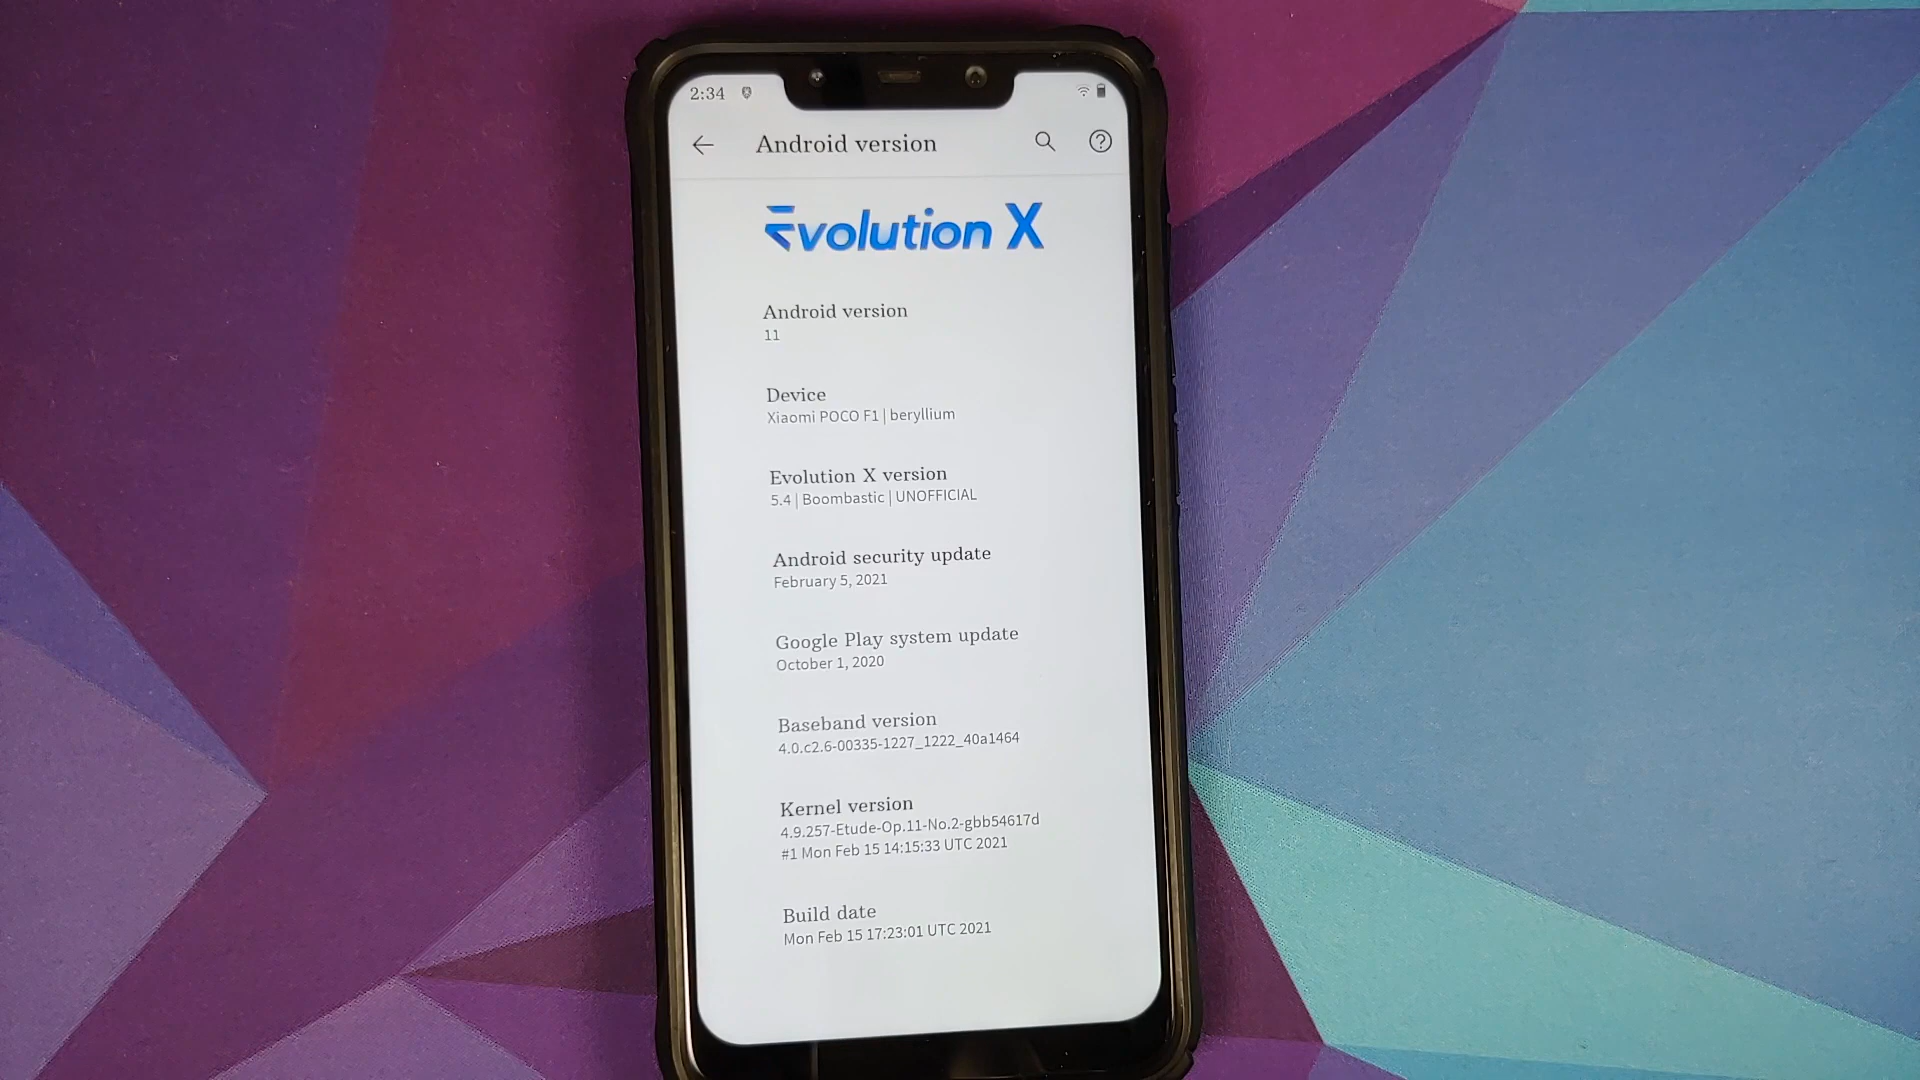 2:34
Android version
Evolution X
Android version
11
Device
Xiaomi POCO F1 | beryllium
Evolution X version
5.4 | Boombastic | UNOFFICIAL
Android security update
February 5, 2021
Google Play system update
October 1, 2020
Baseband version
4.0.c2.6-00335-1227_1222_40a1464
Kernel version
4.9.257-Etude-Op.11-No.2-gbb54617d
#1 Mon Feb 15 14:15:33 UTC 2021
Build date
Mon Feb 15 17:23:01 UTC 2021